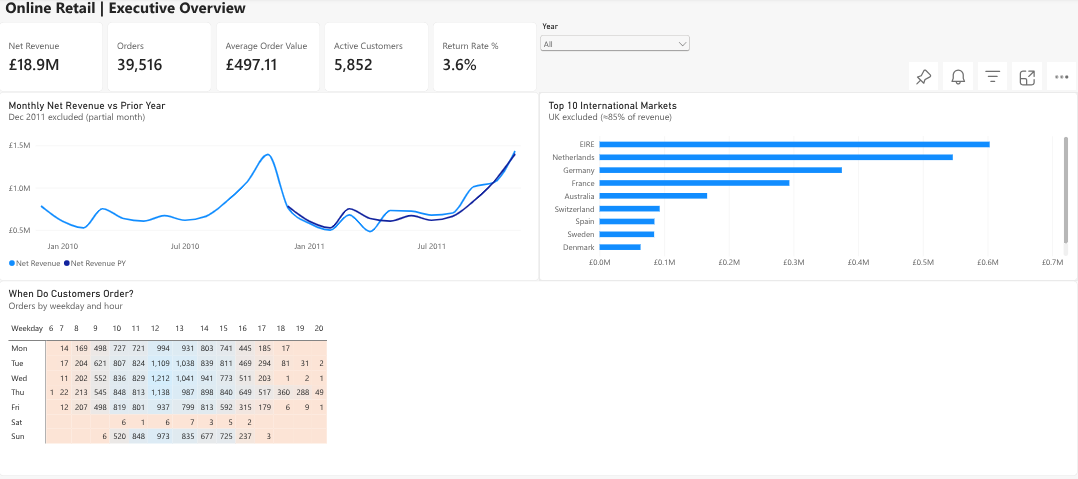 Online Retail | Executive Overview
Net Revenue
£18.9M
Orders
39,516
Average Order Value
£497.11
Active Customers
5,852
Return Rate %
3.6%
Year
All
Monthly Net Revenue vs Prior Year
Dec 2011 excluded (partial month)
£1.5M
£1.0M
£0.5M
Jan 2010 Jul 2010 Jan 2011 Jul 2011
Net Revenue Net Revenue PY
Top 10 International Markets
UK excluded (≈85% of revenue)
EIRE
Netherlands
Germany
France
Australia
Switzerland
Spain
Sweden
Denmark
£0.0M £0.1M £0.2M £0.3M £0.4M £0.5M £0.6M £0.7M
When Do Customers Order?
Orders by weekday and hour
Weekday 6 7 8 9 10 11 12 13 14 15 16 17 18 19 20
Mon 14 169 498 727 721 994 931 803 741 445 185 17
Tue 17 204 621 807 824 1,109 1,038 839 811 469 294 81 31 2
Wed 11 202 552 836 829 1,212 1,041 941 773 511 203 1 2 1
Thu 1 22 213 545 848 813 1,138 987 898 840 649 517 360 288 49
Fri 12 207 498 819 801 937 799 813 592 315 179 6 9 1
Sat 6 1 6 7 3 5 2
Sun 6 520 848 973 835 677 725 237 3